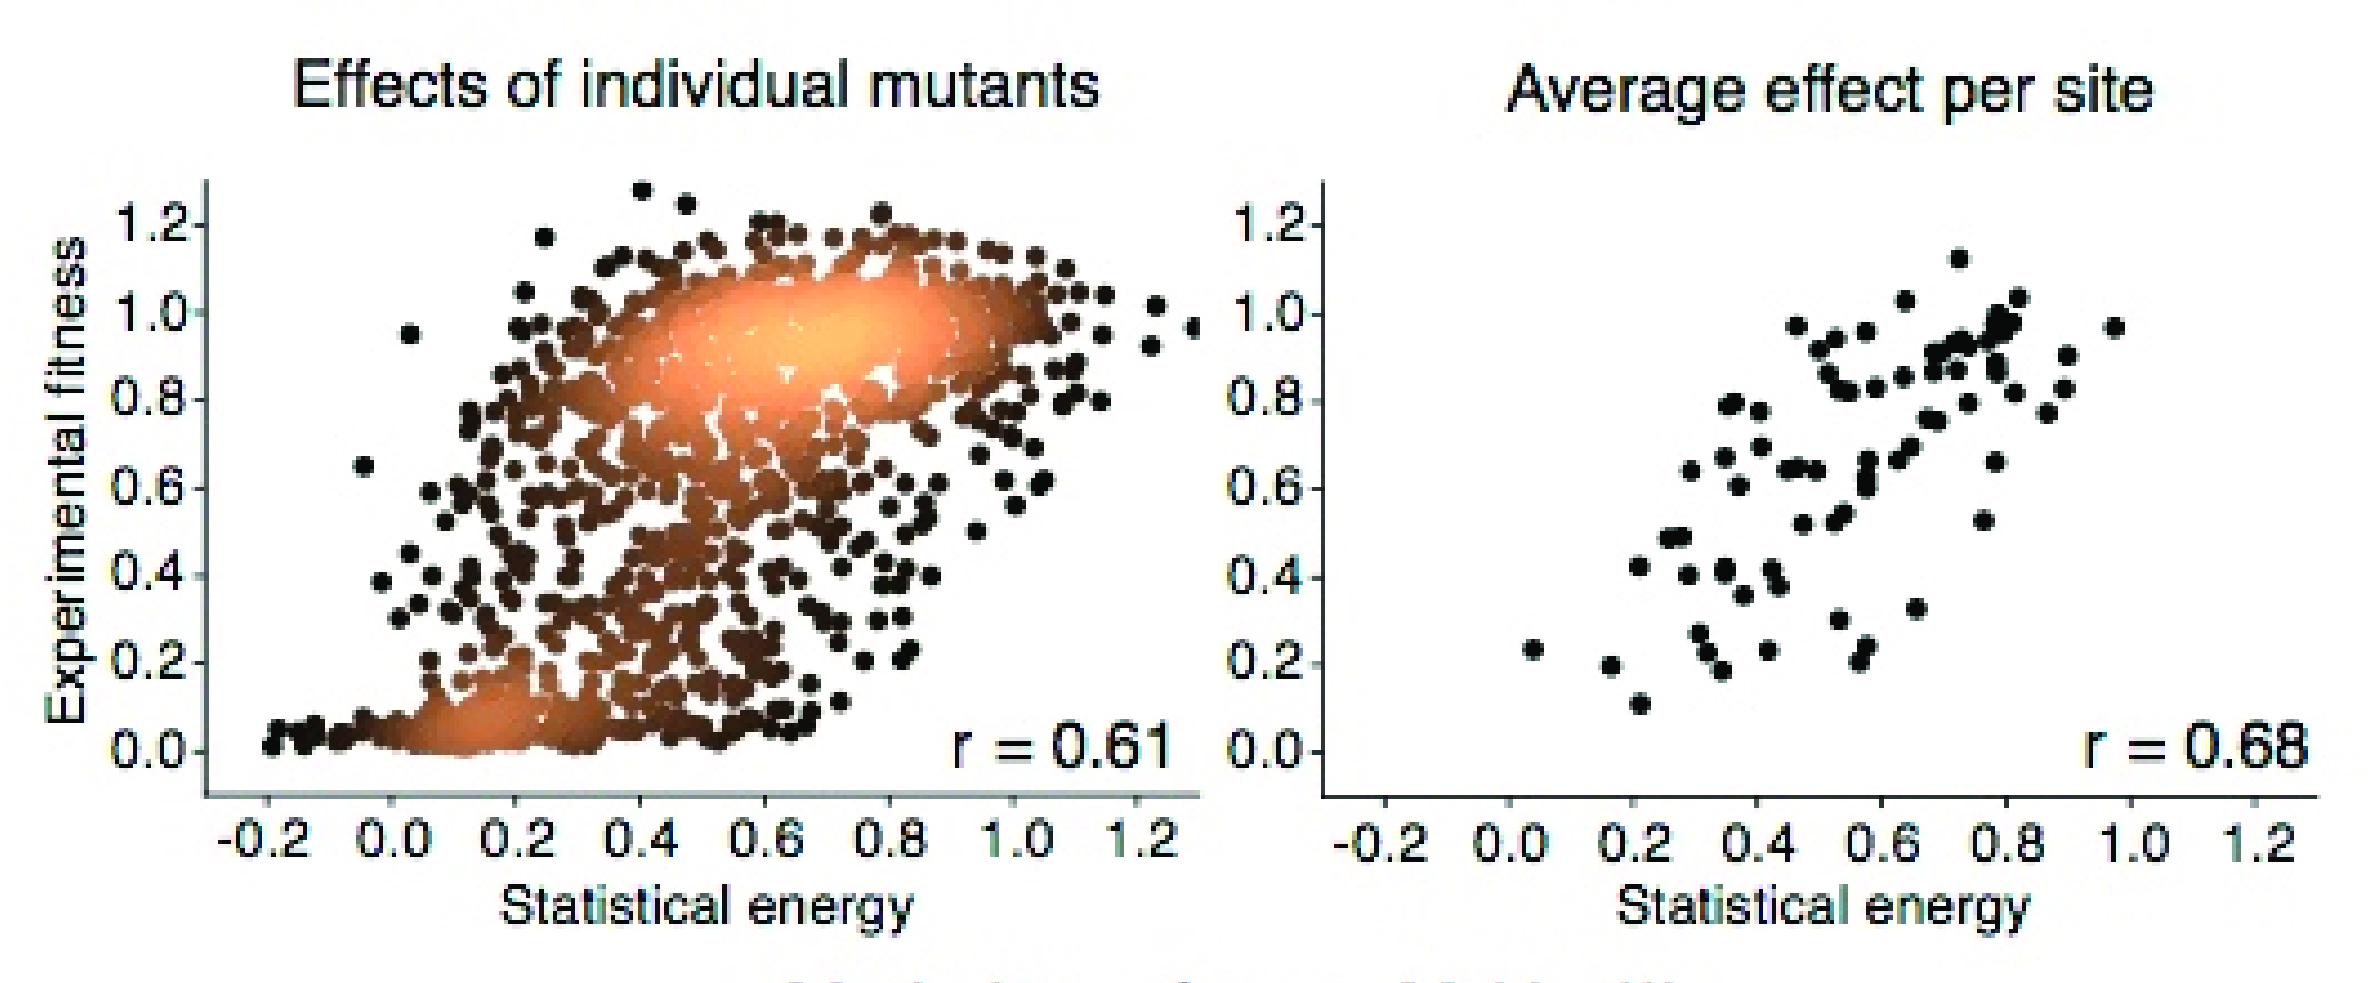 Effects of individual mutants
Experimental fitness
1.2
1.0
0.8
0.6
0.4
0.2
0.0
r = 0.61
-0.2 0.0 0.2 0.4 0.6 0.8 1.0 1.2
Statistical energy
Average effect per site
1.2
1.0
0.8
0.6
0.4
0.2
0.0
r = 0.68
-0.2 0.0 0.2 0.4 0.6 0.8 1.0 1.2
Statistical energy